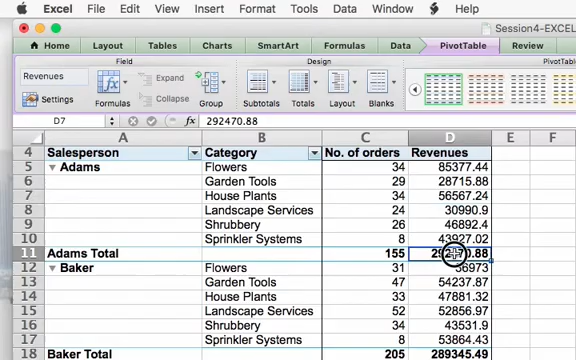 Excel File Edit View Insert Format Tools Data Window Help
Session4-EXCEL
Home Layout Tables Charts SmartArt Formulas Data PivotTable Review
Field Design PivotTabl
Revenues Expand
Settings Formulas Collapse Group Subtotals Totals Layout Blanks
D7 fx 292470.88
A B C D E F
4 Salesperson Category No. of orders Revenues
5 Adams Flowers 34 85377.44
6 Garden Tools 29 28715.88
7 House Plants 34 56567.24
8 Landscape Services 24 30990.9
9 Shrubbery 26 46892.4
10 Sprinkler Systems 8 43927.02
11 Adams Total 155 292470.88
12 Baker Flowers 31 36973
13 Garden Tools 47 54237.87
14 House Plants 33 47881.32
15 Landscape Services 52 52856.97
16 Shrubbery 34 43531.9
17 Sprinkler Systems 8 53864.43
18 Baker Total 205 289345.49